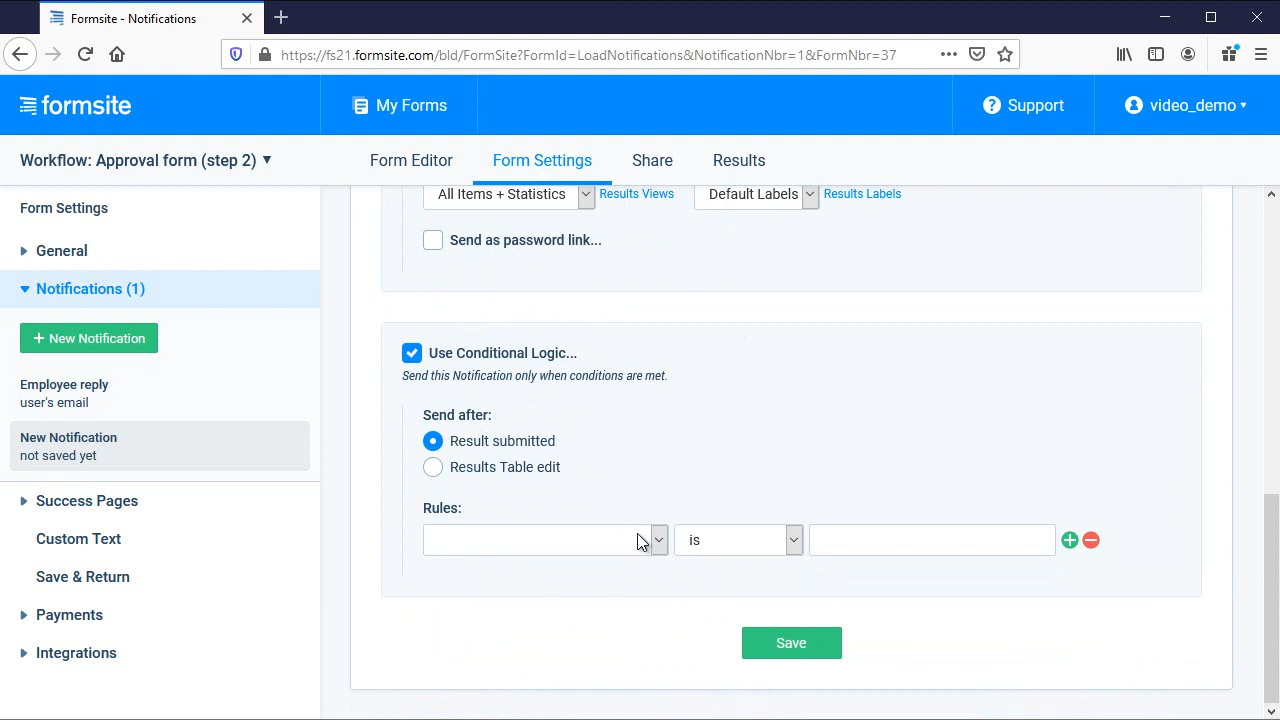 Formsite - Notifications
https://fs21.formsite.com/bld/FormSite?FormId=LoadNotifications&NotificationNbr=1&FormNbr=37
formsite
My Forms
Support
video_demo
Workflow: Approval form (step 2)
Form Editor
Form Settings
Share
Results
Form Settings
General
Notifications (1)
+ New Notification
Employee reply
user's email
New Notification
not saved yet
Success Pages
Custom Text
Save & Return
Payments
Integrations
All Items + Statistics
Results Views
Default Labels
Results Labels
Send as password link...
Use Conditional Logic...
Send this Notification only when conditions are met.
Send after:
Result submitted
Results Table edit
Rules:
is
Save